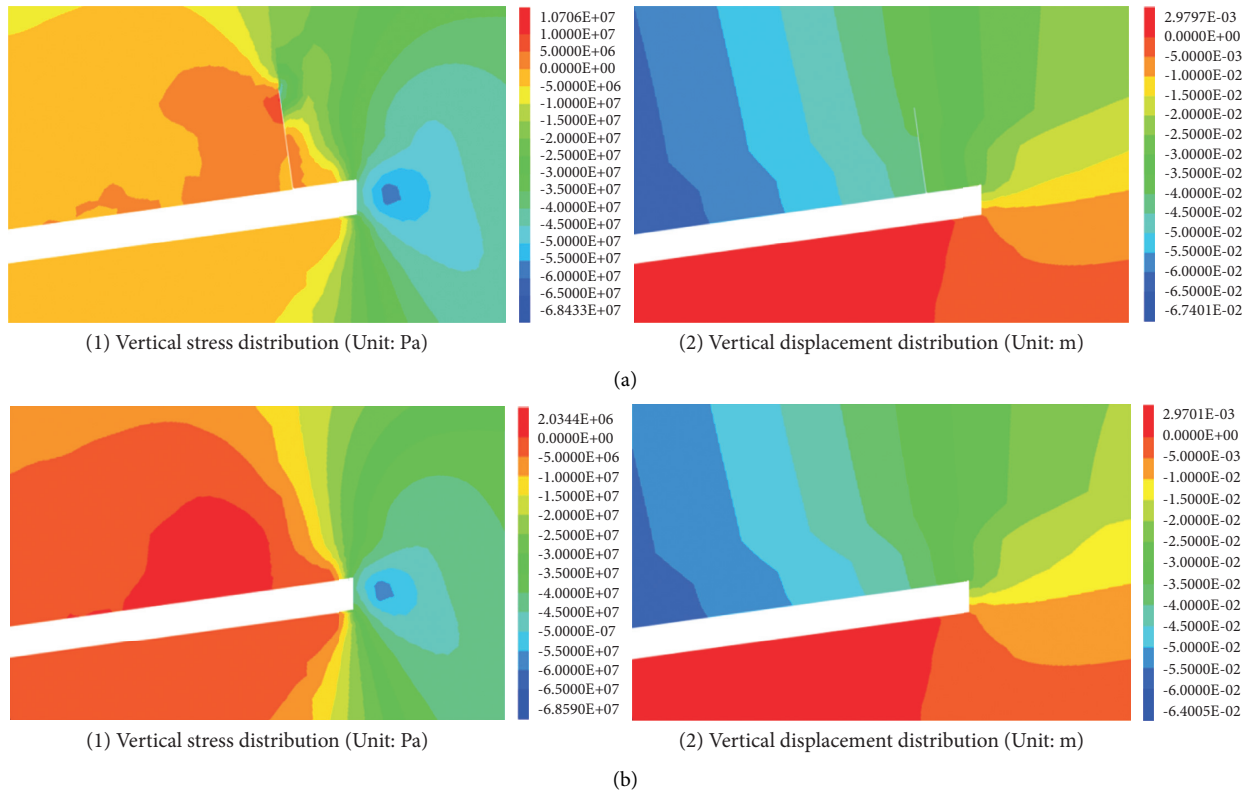 1.0706E+07
1.0000E+07
5.0000E+06
0.0000E+00
-5.0000E+06
-1.0000E+07
-1.5000E+07
-2.0000E+07
-2.5000E+07
-3.0000E+07
-3.5000E+07
-4.0000E+07
-4.5000E+07
-5.0000E+07
-5.5000E+07
-6.0000E+07
-6.5000E+07
-6.8433E+07
(1) Vertical stress distribution (Unit: Pa)
2.9797E-03
0.0000E+00
-5.0000E-03
-1.0000E-02
-1.5000E-02
-2.0000E-02
-2.5000E-02
-3.0000E-02
-3.5000E-02
-4.0000E-02
-4.5000E-02
-5.0000E-02
-5.5000E-02
-6.0000E-02
-6.5000E-02
-6.7401E-02
(2) Vertical displacement distribution (Unit: m)
(a)
2.0344E+06
0.0000E+00
-5.0000E+06
-1.0000E+07
-1.5000E+07
-2.0000E+07
-2.5000E+07
-3.0000E+07
-3.5000E+07
-4.0000E+07
-4.5000E+07
-5.0000E-07
-5.5000E+07
-6.0000E+07
-6.5000E+07
-6.8590E+07
(1) Vertical stress distribution (Unit: Pa)
2.9701E-03
0.0000E+00
-5.0000E-03
-1.0000E-02
-1.5000E-02
-2.0000E-02
-2.5000E-02
-3.0000E-02
-3.5000E-02
-4.0000E-02
-4.5000E-02
-5.0000E-02
-5.5000E-02
-6.0000E-02
-6.4005E-02
(2) Vertical displacement distribution (Unit: m)
(b)